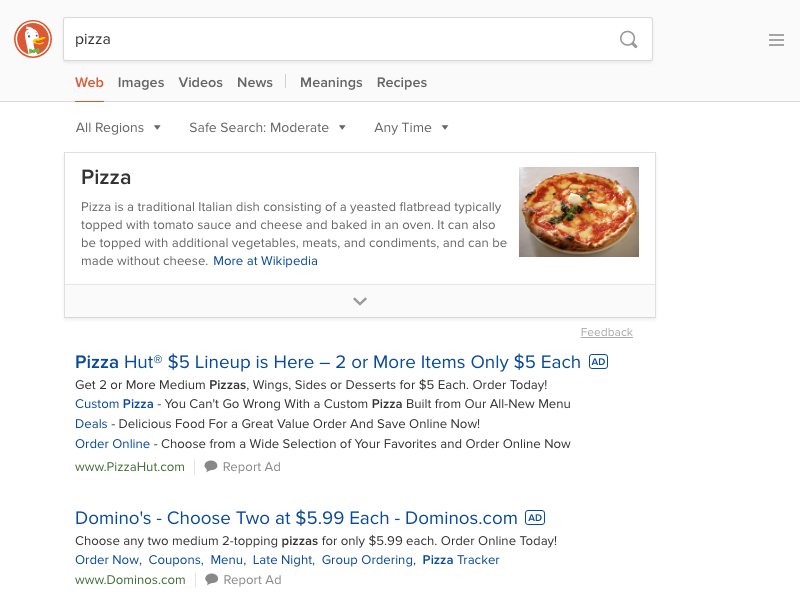 pizza
Web Images Videos News Meanings Recipes
All Regions Safe Search: Moderate Any Time
Pizza
Pizza is a traditional Italian dish consisting of a yeasted flatbread typically
topped with tomato sauce and cheese and baked in an oven. It can also
be topped with additional vegetables, meats, and condiments, and can be
made without cheese. More at Wikipedia
Feedback
Pizza Hut® $5 Lineup is Here – 2 or More Items Only $5 Each AD
Get 2 or More Medium Pizzas, Wings, Sides or Desserts for $5 Each. Order Today!
Custom Pizza - You Can't Go Wrong With a Custom Pizza Built from Our All-New Menu
Deals - Delicious Food For a Great Value Order And Save Online Now!
Order Online - Choose from a Wide Selection of Your Favorites and Order Online Now
www.PizzaHut.com Report Ad
Domino's - Choose Two at $5.99 Each - Dominos.com AD
Choose any two medium 2-topping pizzas for only $5.99 each. Order Online Today!
Order Now, Coupons, Menu, Late Night, Group Ordering, Pizza Tracker
www.Dominos.com Report Ad